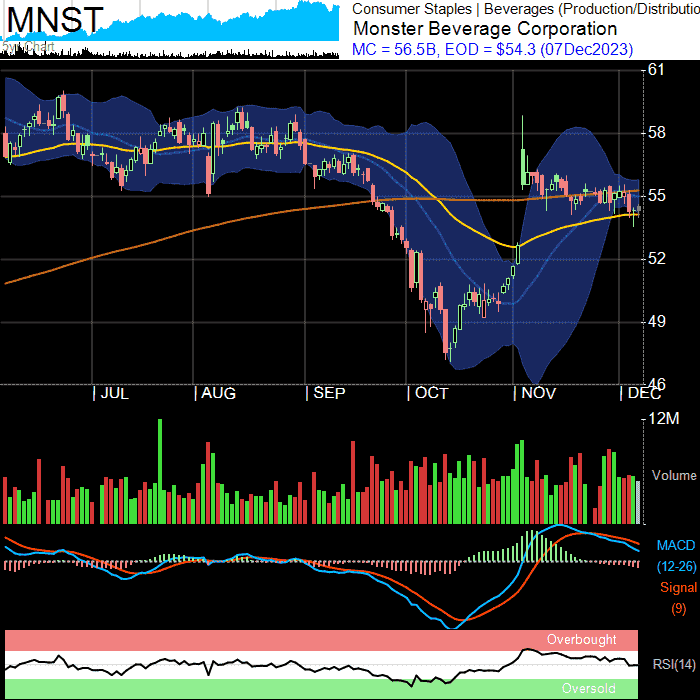 MNST
5yr Chart
Consumer Staples | Beverages (Production/Distributio
Monster Beverage Corporation
MC = 56.5B, EOD = $54.3 (07Dec2023)
61
58
55
52
49
46
JUL
AUG
SEP
OCT
NOV
DEC
12M
Volume
MACD
(12-26)
Signal
(9)
Overbought
RSI(14)
Oversold